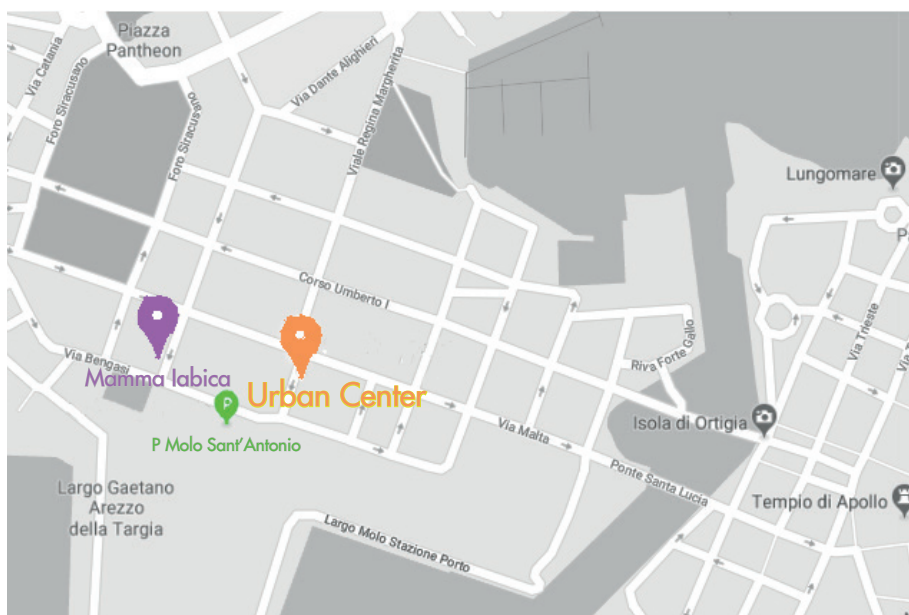 Piazza
Pantheon
Via Catania
Foro Siracusano
Foro Siracusano
Via Dante Alighieri
Viale Regina Margherita
Lungomare
Corso Umberto I
Via Trieste
Riva Forte Gallo
Via Bengasi
Mamma Iabica
Urban Center
P
P Molo Sant'Antonio
Isola di Ortigia
Via Malta
Ponte Santa Lucia
Largo Gaetano
Arezzo
della Targia
Tempio di Apollo
Largo Molo Stazione Porto